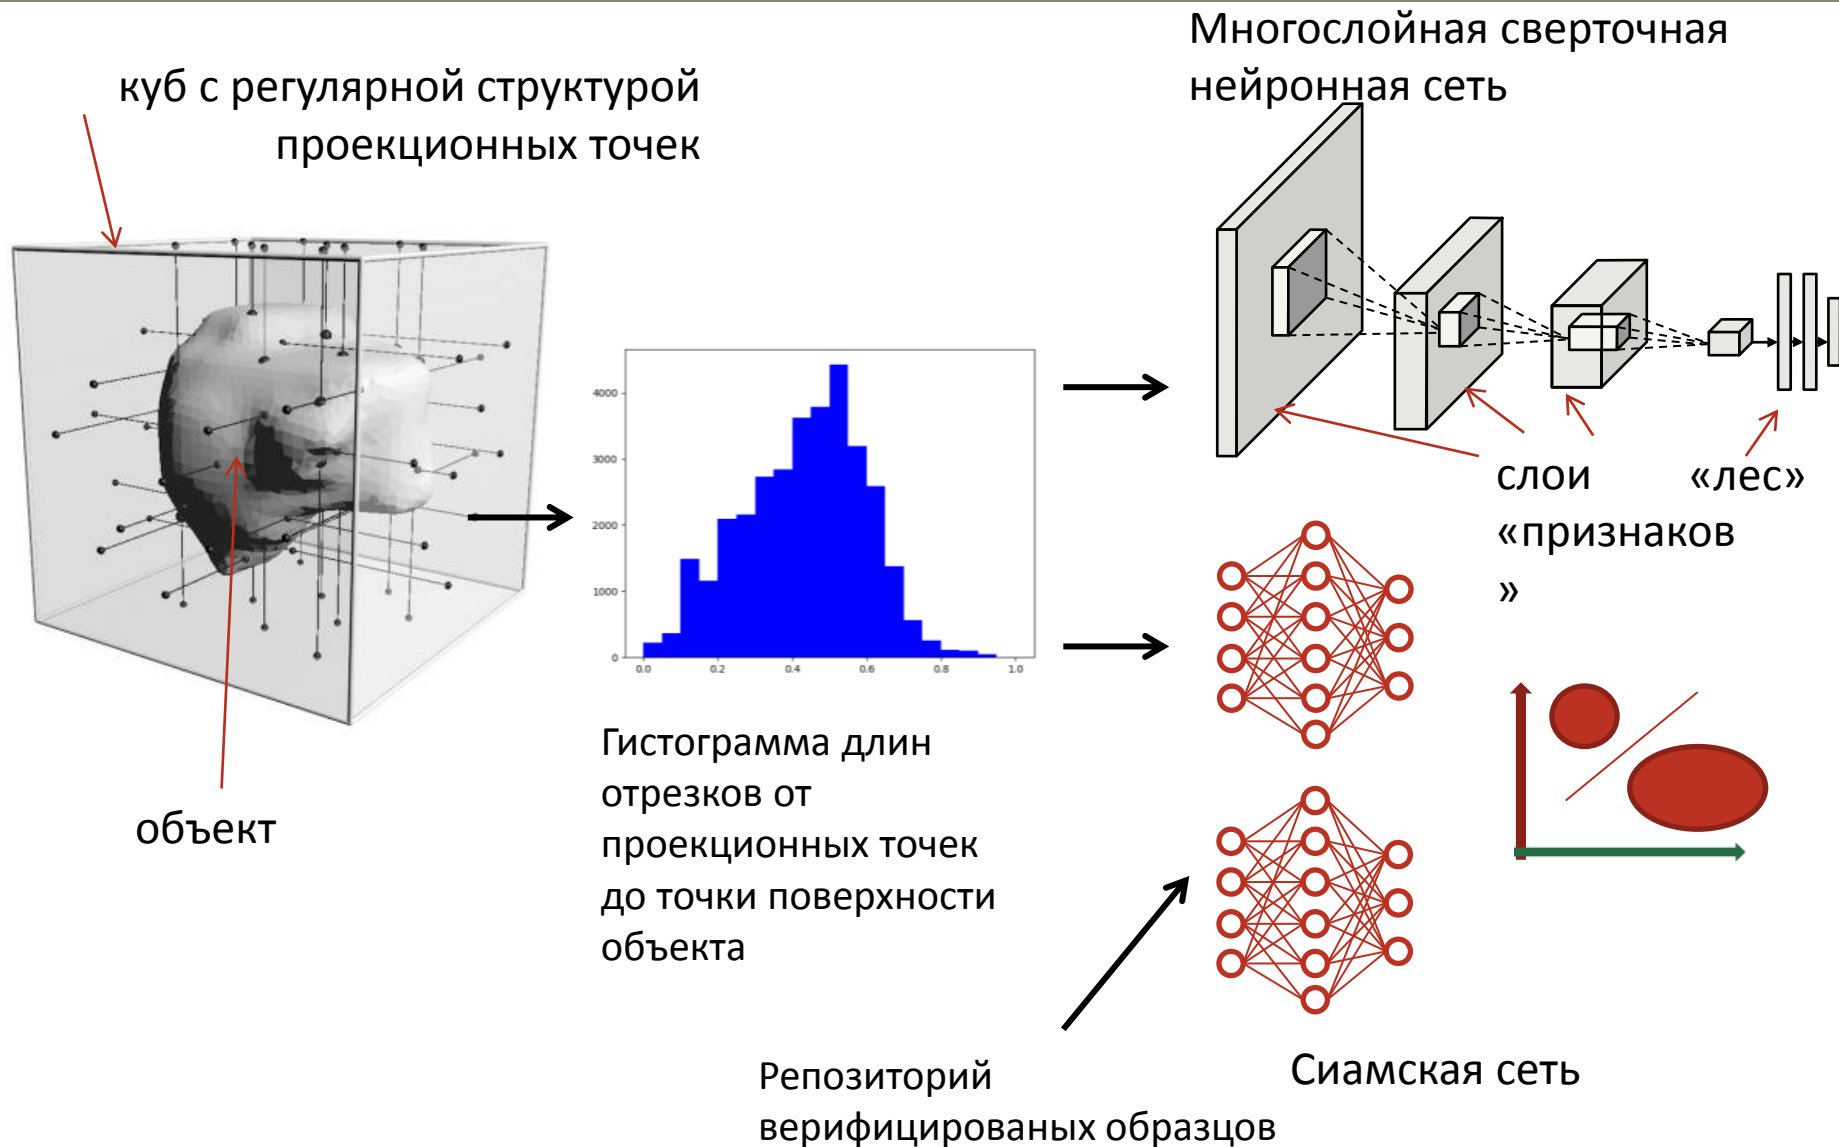 Многослойная сверточная
нейронная сеть
куб с регулярной структурой
проекционных точек
4000
3000
2000
1000
0
0.0 0.2 0.4 0.6 0.8 1.0
слои
«признаков
»
«лес»
Гистограмма длин
отрезков от
проекционных точек
до точки поверхности
объекта
объект
Репозиторий
верифицированых образцов
Сиамская сеть